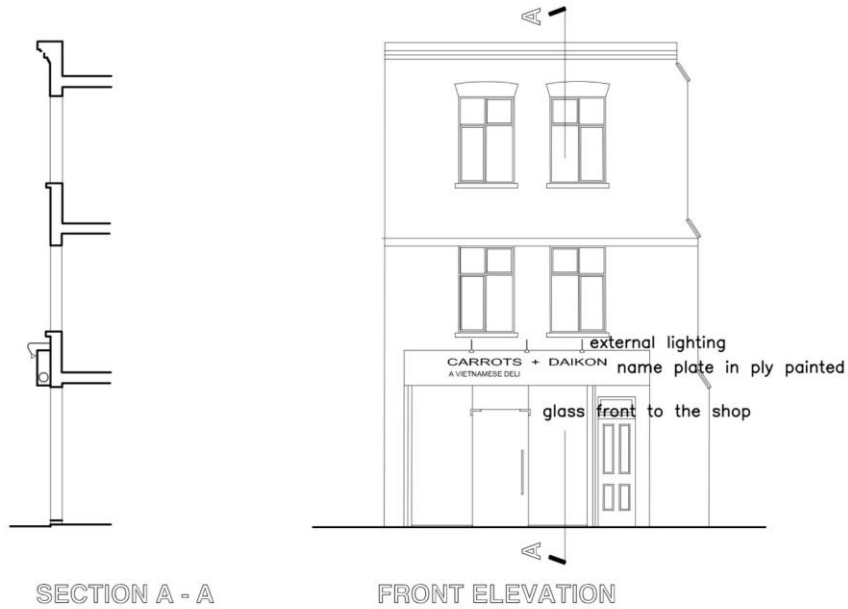 A
external lighting
CARROTS + DAIKON
name plate in ply painted
A VIETNAMESE DELI
glass front to the shop
A
SECTION A - A
FRONT ELEVATION